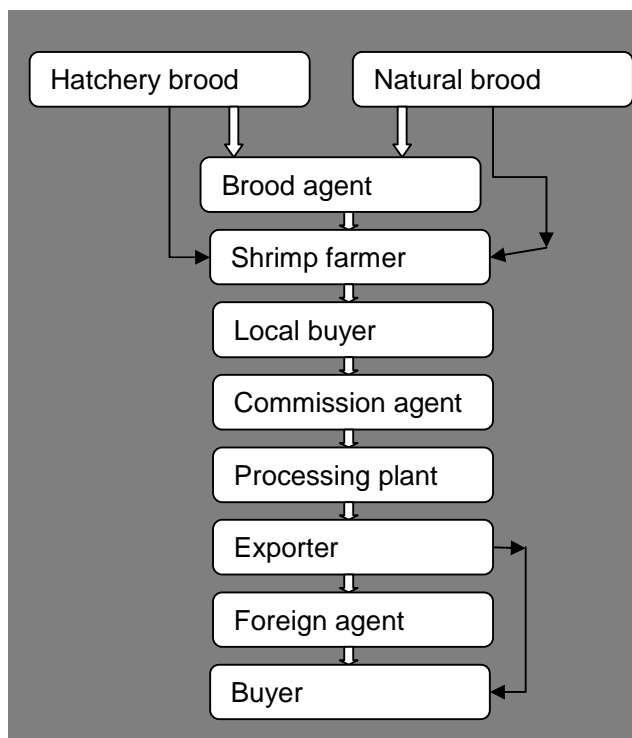 Hatchery brood
Natural brood
Brood agent
Shrimp farmer
Local buyer
Commission agent
Processing plant
Exporter
Foreign agent
Buyer